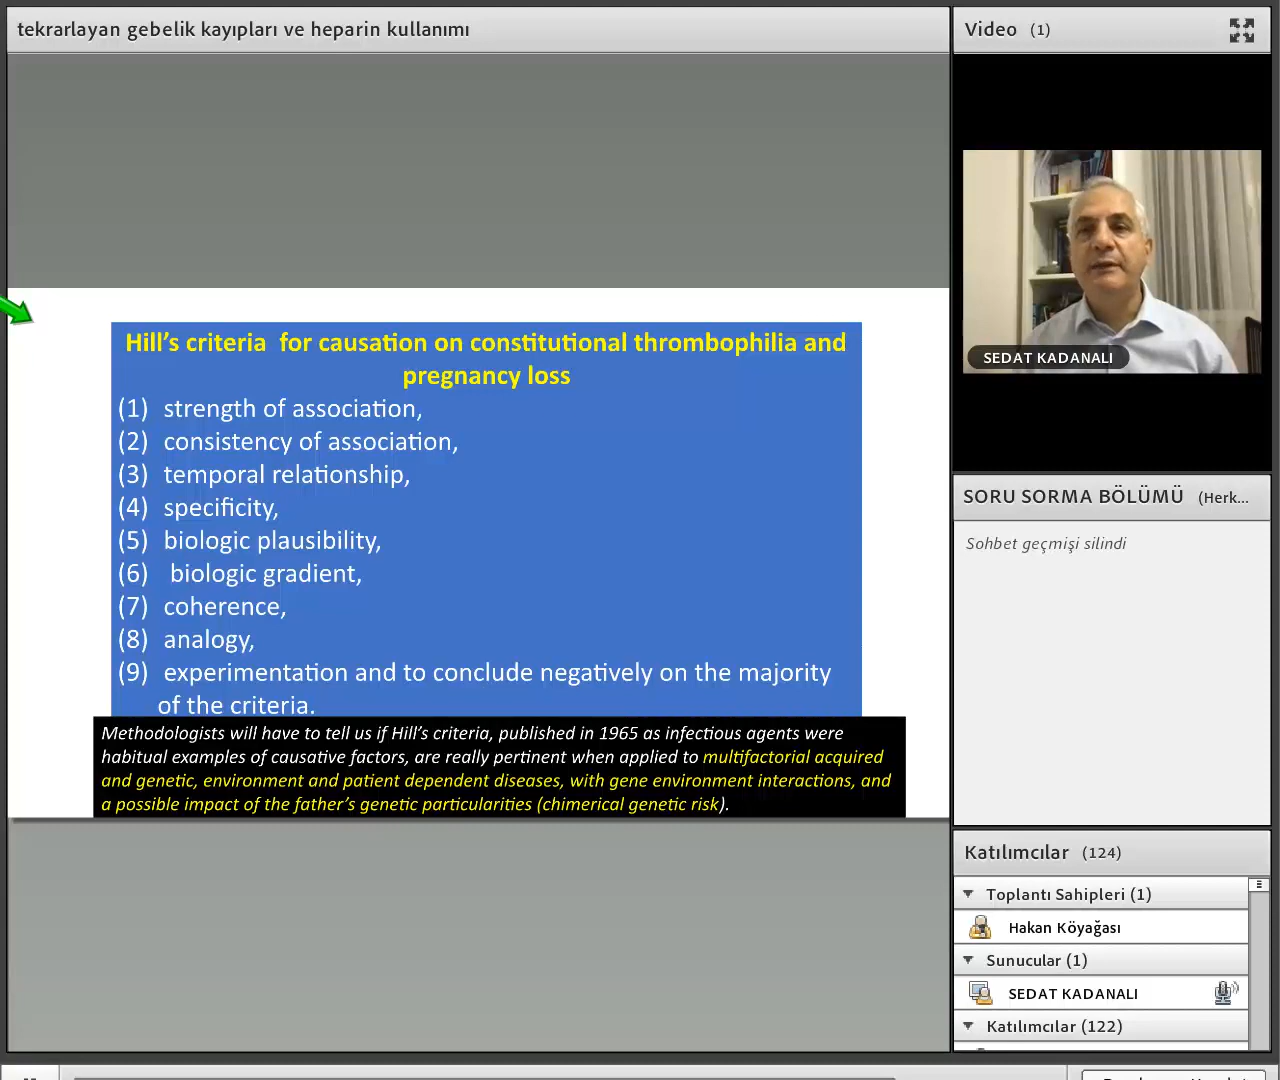 tekrarlayan gebelik kayıpları ve heparin kullanımı
Hill's criteria  for causation on constitutional thrombophilia and
pregnancy loss
(1) strength of association,
(2) consistency of association,
(3) temporal relationship,
(4) specificity,
(5) biologic plausibility,
(6) biologic gradient,
(7) coherence,
(8) analogy,
(9) experimentation and to conclude negatively on the majority
of the criteria.
Methodologists will have to tell us if Hill's criteria, published in 1965 as infectious agents were
habitual examples of causative factors, are really pertinent when applied to multifactorial acquired
and genetic, environment and patient dependent diseases, with gene environment interactions, and
a possible impact of the father's genetic particularities (chimerical genetic risk).
Video (1)
SEDAT KADANALI
SORU SORMA BÖLÜMÜ (Herk...
Sohbet geçmişi silindi
Katılımcılar (124)
Toplantı Sahipleri (1)
Hakan Köyağası
Sunucular (1)
SEDAT KADANALI
Katılımcılar (122)